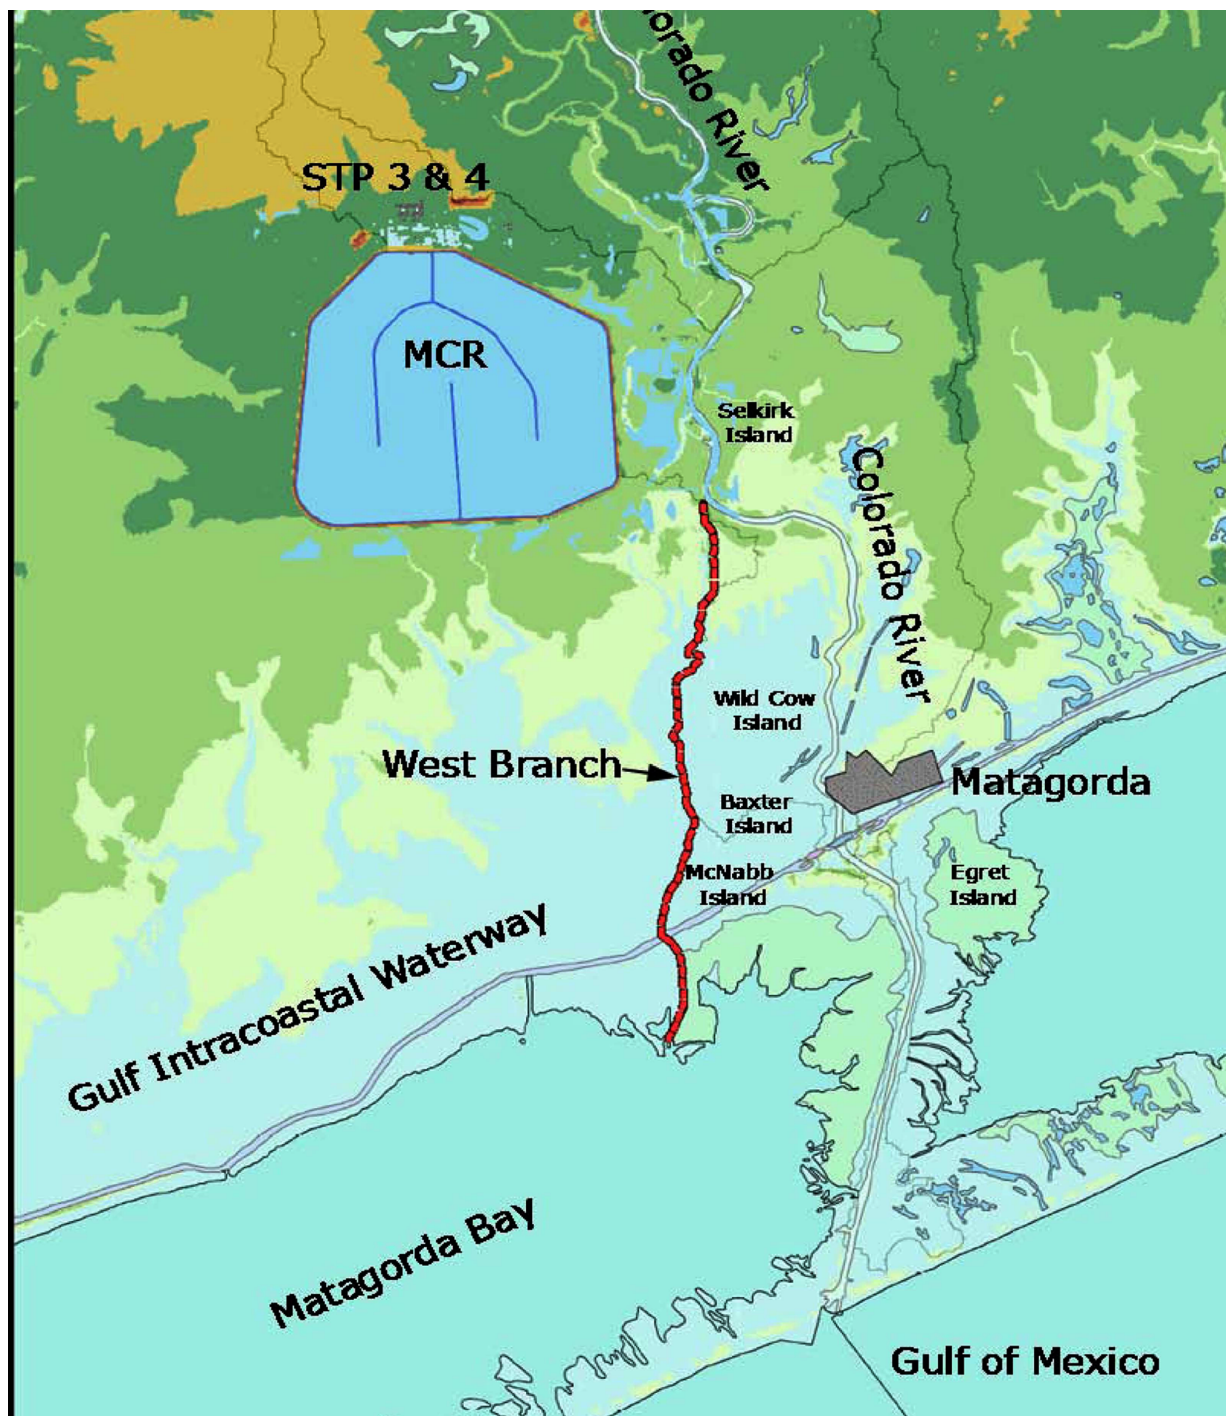 lorado River
STP 3 & 4
MCR
Selkirk
Island
Colorado River
Wild Cow
Island
West Branch
Matagorda
Baxter
Island
McNabb
Island
Egret
Island
Gulf Intracoastal Waterway
Matagorda Bay
Gulf of Mexico